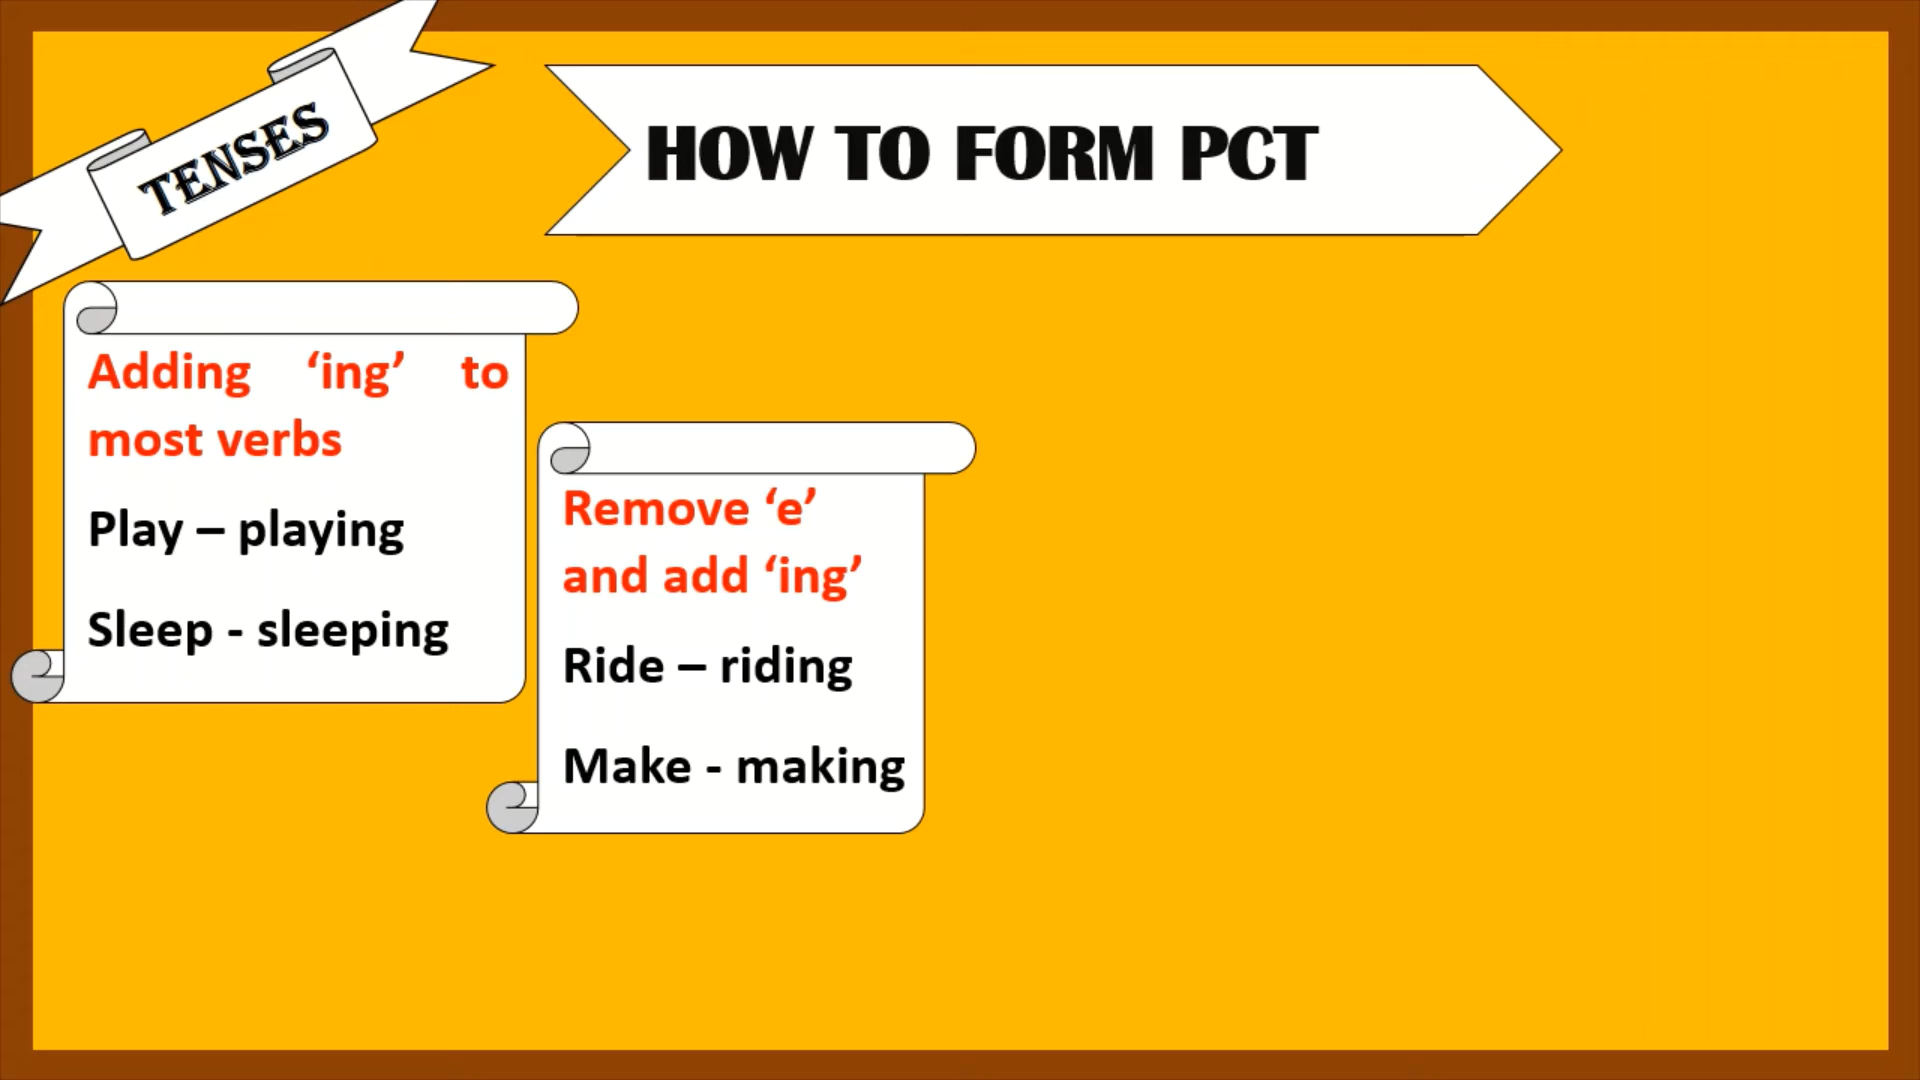 TENSES
HOW TO FORM PCT
Adding ‘ing’ to
most verbs
Play – playing
Sleep - sleeping
Remove ‘e’
and add ‘ing’
Ride – riding
Make - making